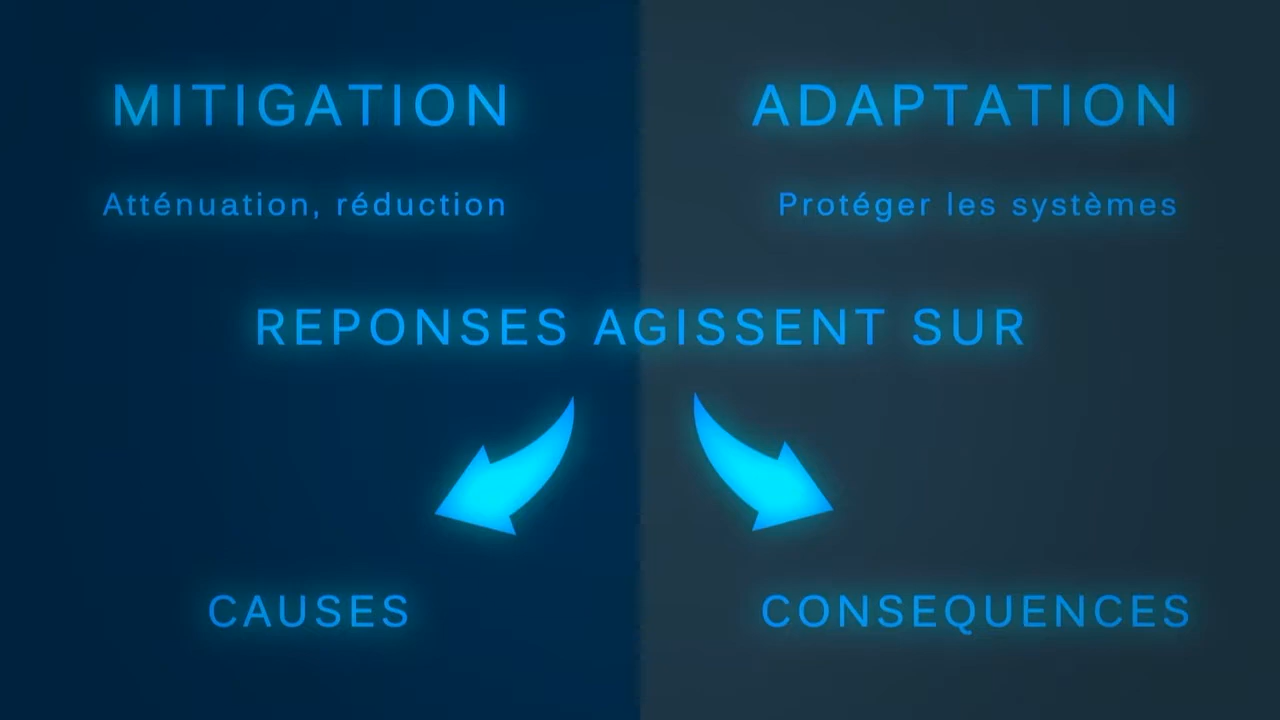 MITIGATION
ADAPTATION
Atténuation, réduction
Protéger les systèmes
REPONSES AGISSENT SUR
CAUSES
CONSEQUENCES